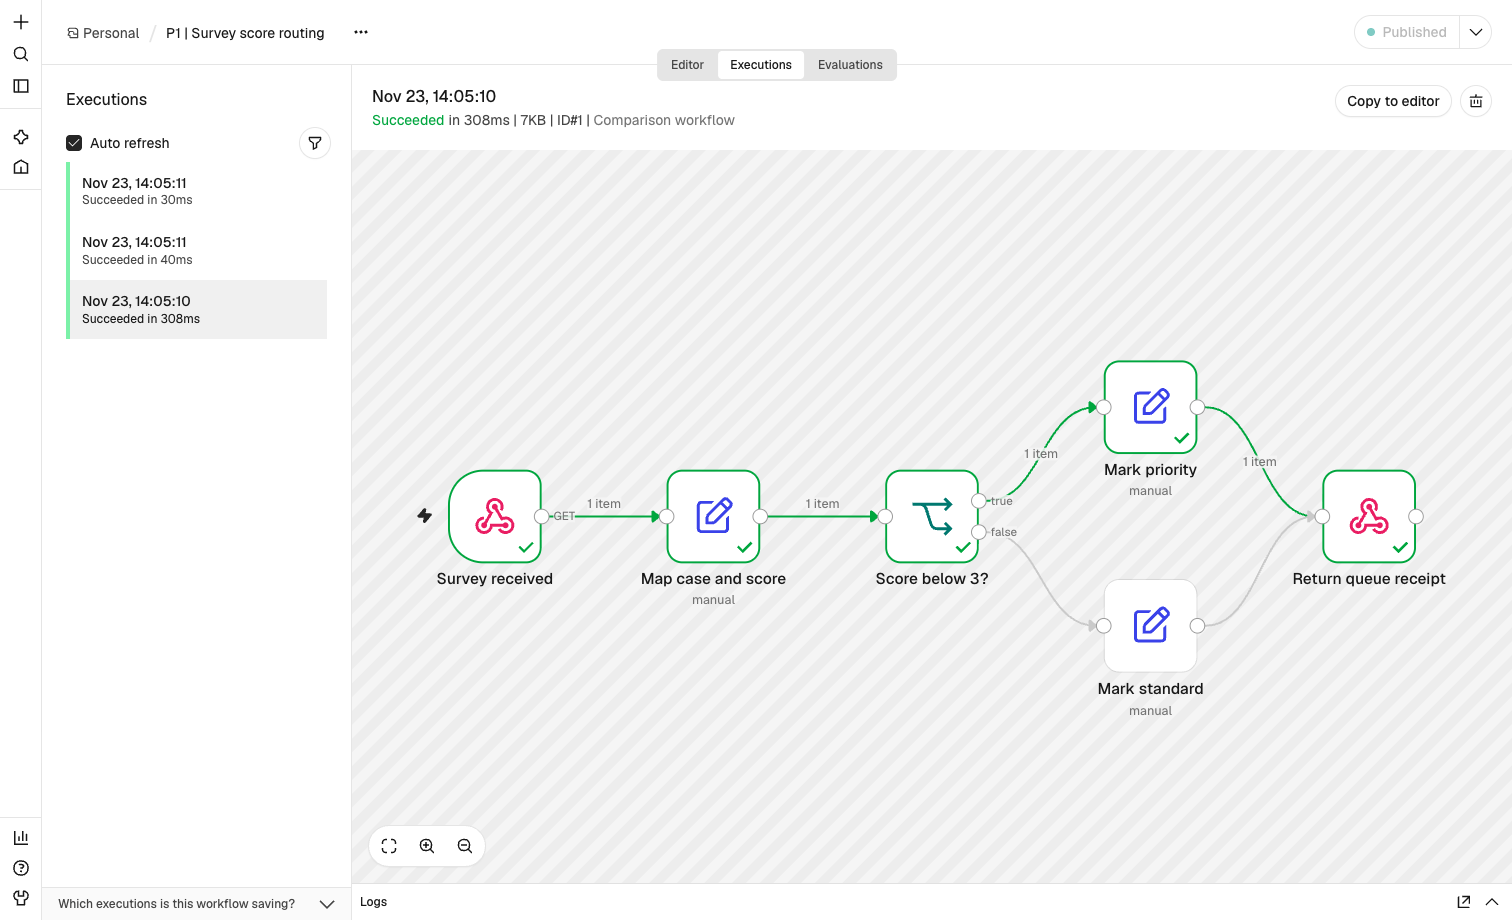 Personal / P1 | Survey score routing
Published
Editor Executions Evaluations
Executions
Auto refresh
Nov 23, 14:05:11
Succeeded in 30ms
Nov 23, 14:05:11
Succeeded in 40ms
Nov 23, 14:05:10
Succeeded in 308ms
Which executions is this workflow saving?
Nov 23, 14:05:10
Succeeded in 308ms | 7KB | ID#1 | Comparison workflow
Copy to editor
Survey received
GET
1 item
Map case and score
manual
1 item
Score below 3?
true
false
1 item
Mark priority
manual
1 item
Mark standard
manual
Return queue receipt
Logs